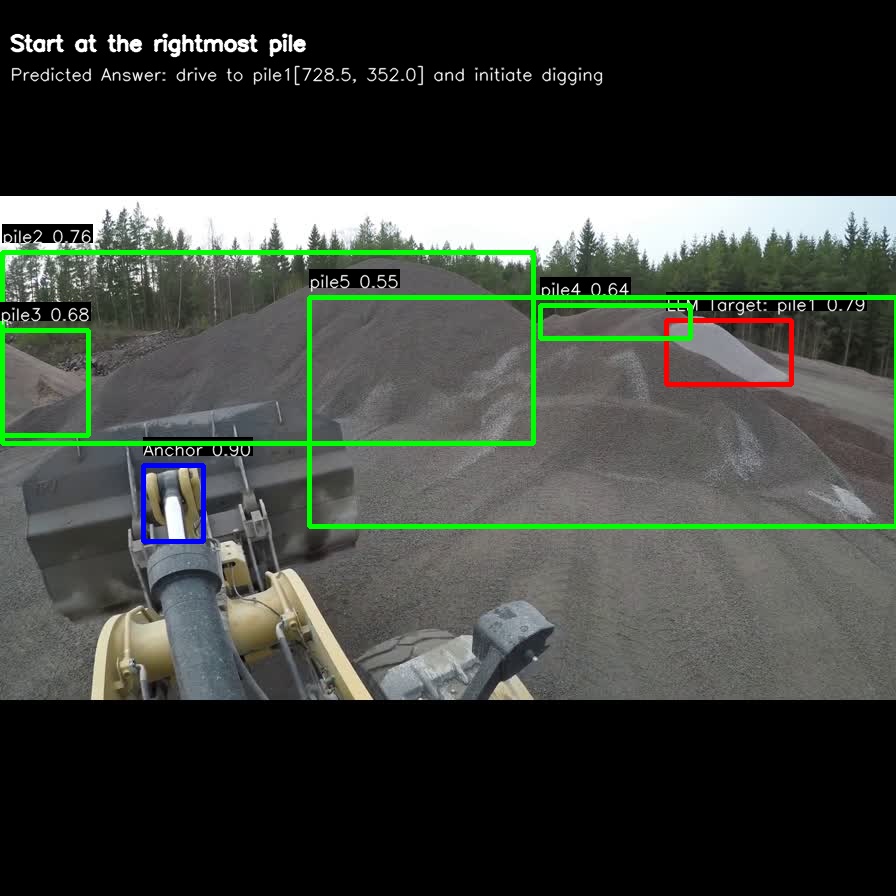 Start at the rightmost pile
Predicted Answer: drive to pile1[728.5, 352.0] and initiate digging
pile2 0.76
pile5 0.55
pile4 0.64
LLM Target: pile1 0.79
pile3 0.68
Anchor 0.90